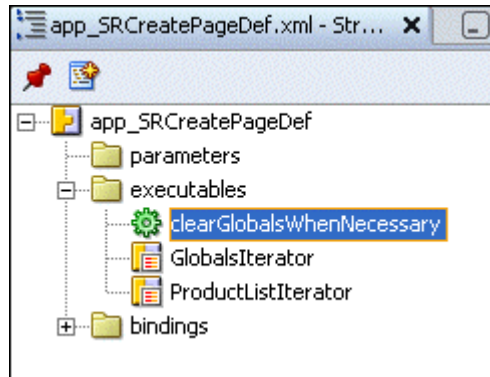 app_SRCreatePageDef.xml - Str...
app_SRCreatePageDef
parameters
executables
clearGlobalsWhenNecessary
GlobalsIterator
ProductListIterator
bindings